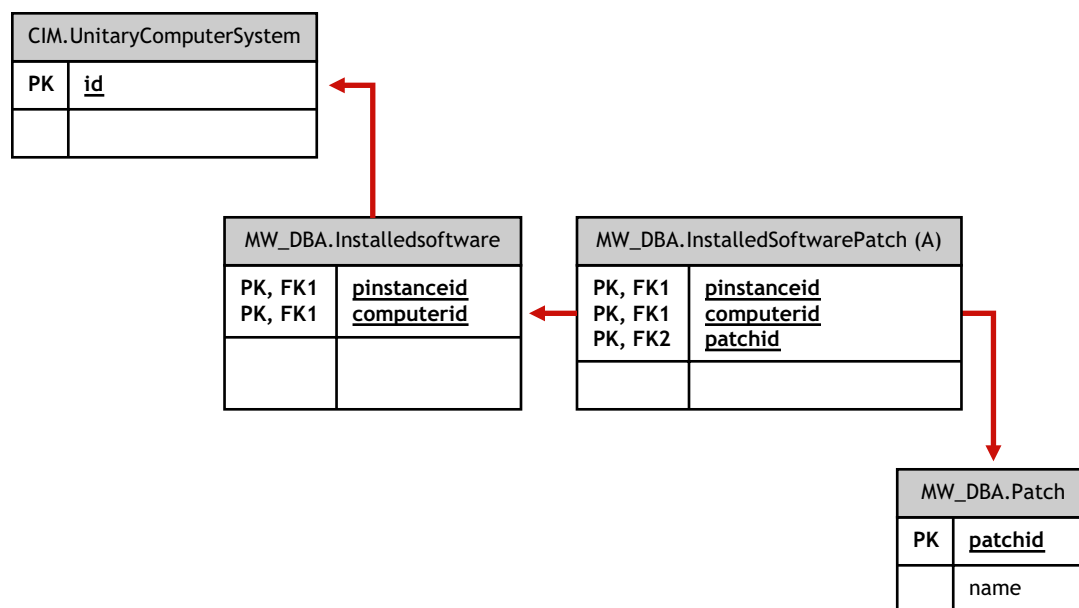 CIM.UnitaryComputerSystem
PK id
MW_DBA.Installedsoftware
PK, FK1 pinstanceid
PK, FK1 computerid
MW_DBA.InstalledSoftwarePatch (A)
PK, FK1 pinstanceid
PK, FK1 computerid
PK, FK2 patchid
MW_DBA.Patch
PK patchid
name